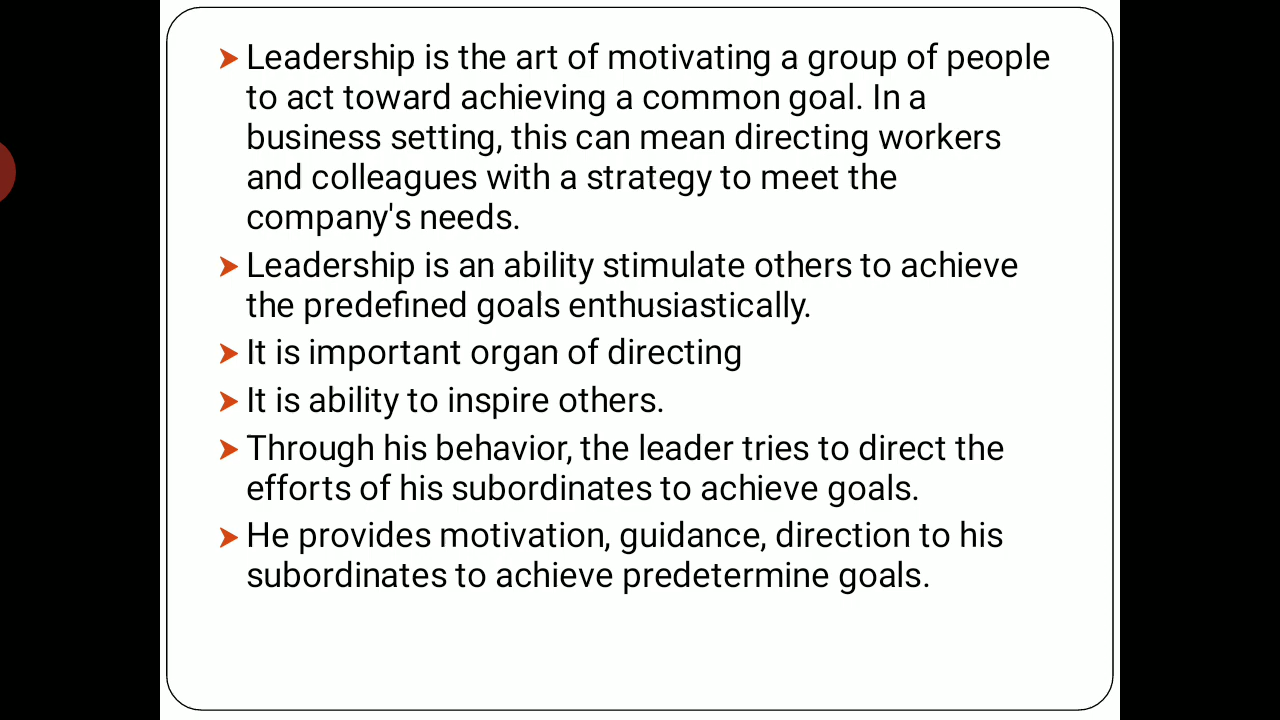 ➤Leadership is the art of motivating a group of people
to act toward achieving a common goal. In a
business setting, this can mean directing workers
and colleagues with a strategy to meet the
company's needs.
➤Leadership is an ability stimulate others to achieve
the predefined goals enthusiastically.
➤It is important organ of directing
➤It is ability to inspire others.
➤Through his behavior, the leader tries to direct the
efforts of his subordinates to achieve goals.
➤He provides motivation, guidance, direction to his
subordinates to achieve predetermine goals.